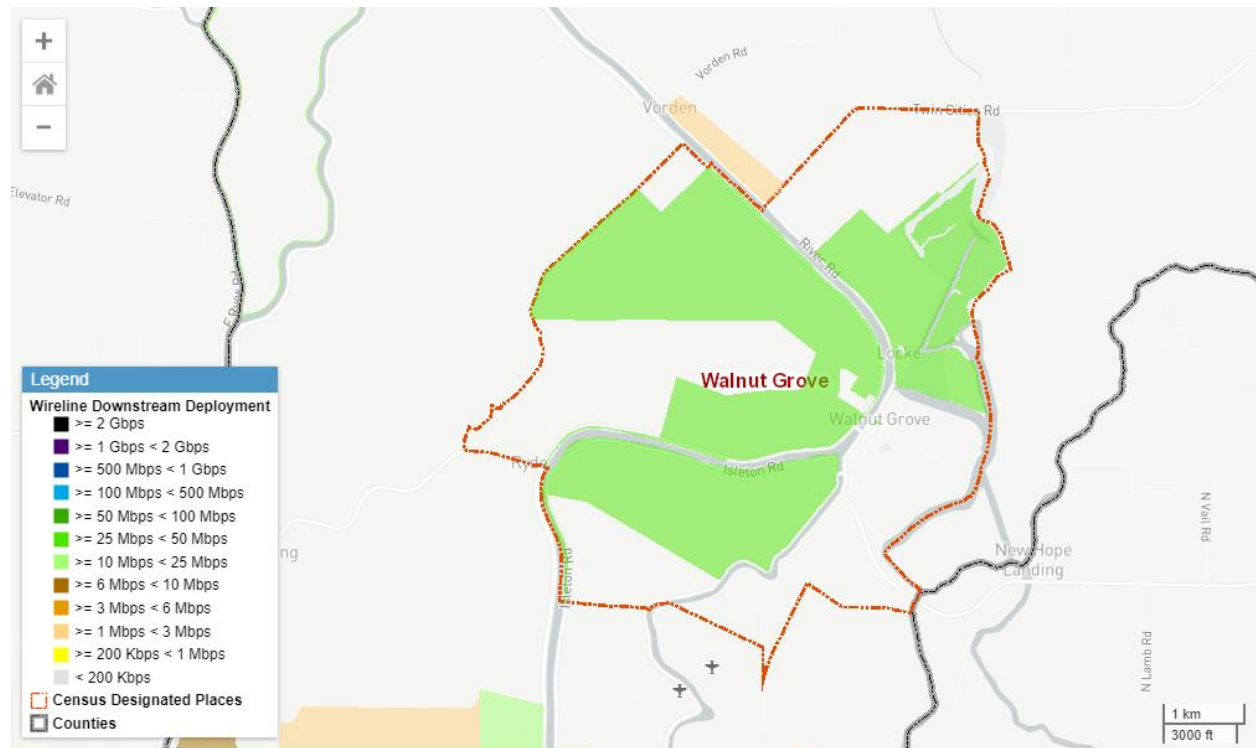 +
−
Vorden Rd
Vorden
Twin Cities Rd
Elevator Rd
River Rd
E River Rd
Locke
Walnut Grove
Walnut Grove
Isleton Rd
N Vail Rd
New Hope
Landing
Isleton Rd
N Lamb Rd
Legend
Wireline Downstream Deployment
>= 2 Gbps
>= 1 Gbps < 2 Gbps
>= 500 Mbps < 1 Gbps
>= 100 Mbps < 500 Mbps
>= 50 Mbps < 100 Mbps
>= 25 Mbps < 50 Mbps
>= 10 Mbps < 25 Mbps
>= 6 Mbps < 10 Mbps
>= 3 Mbps < 6 Mbps
>= 1 Mbps < 3 Mbps
>= 200 Kbps < 1 Mbps
< 200 Kbps
Census Designated Places
Counties
1 km
3000 ft